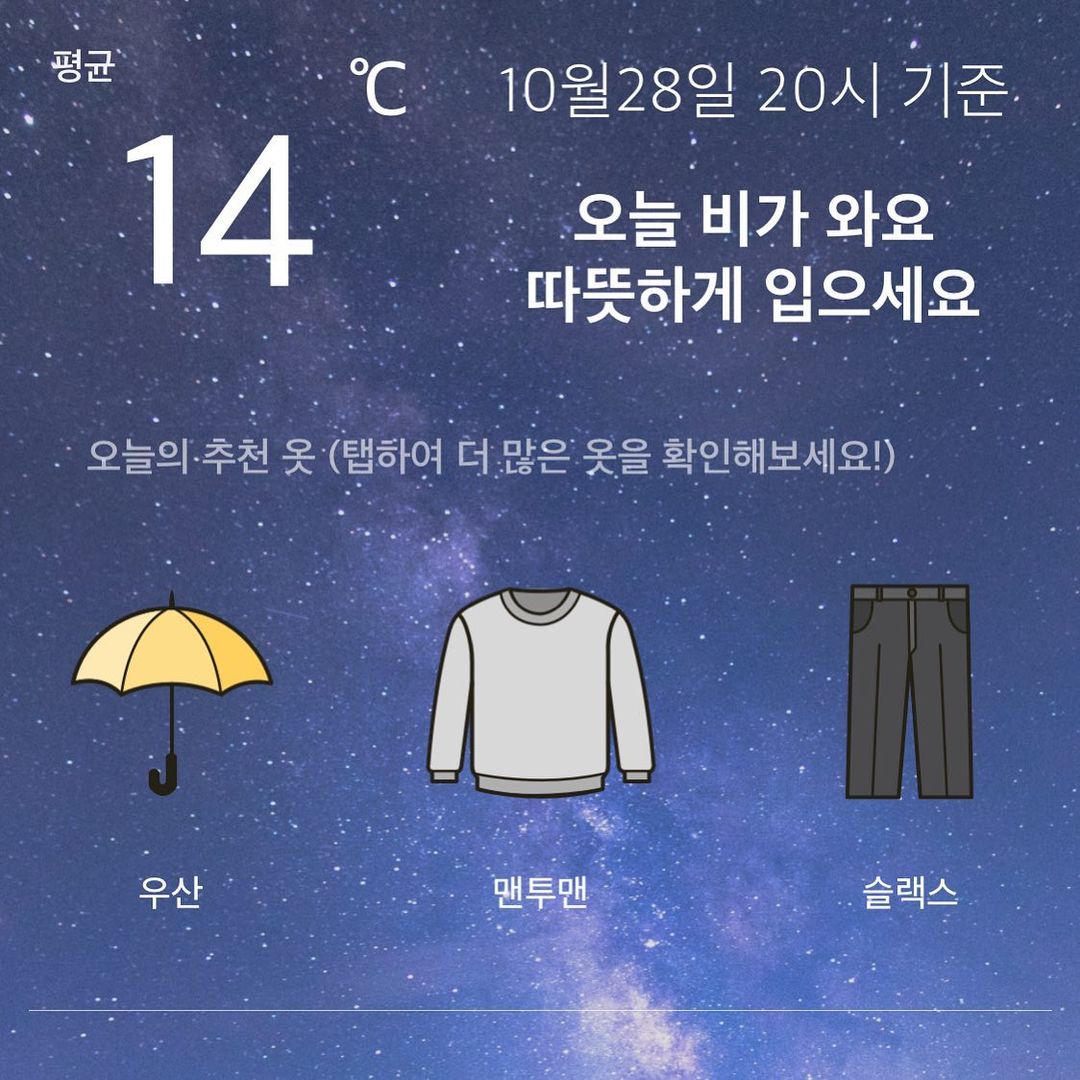 평균
14
℃
10월28일 20시 기준
오늘 비가 와요
따뜻하게 입으세요
오늘의 추천 옷 (탭하여 더 많은 옷을 확인해보세요!)
우산
맨투맨
슬랙스